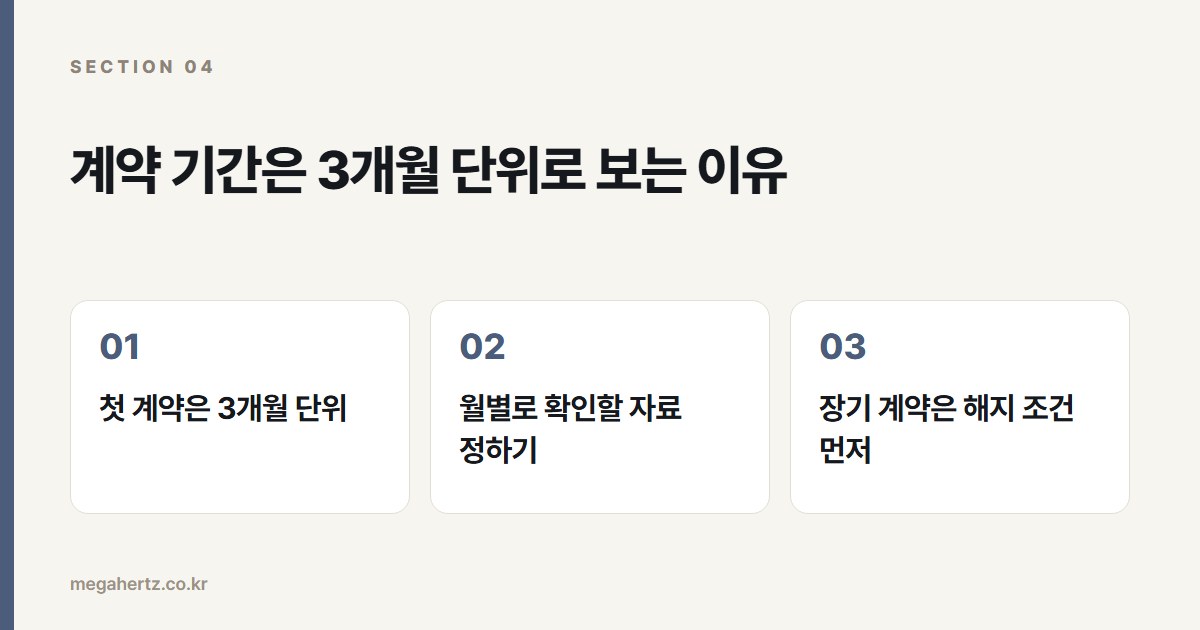 SECTION 04
계약 기간은 3개월 단위로 보는 이유
01
첫 계약은 3개월 단위
02
월별로 확인할 자료
정하기
03
장기 계약은 해지 조건
먼저
megahertz.co.kr